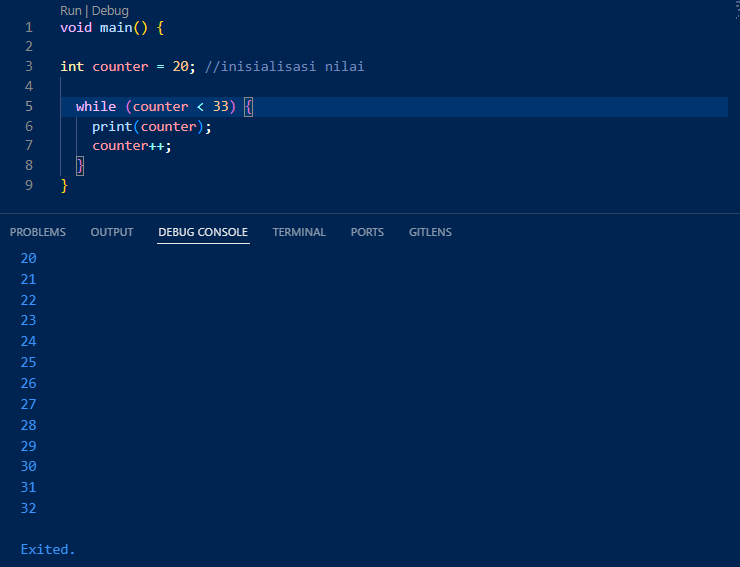 Run | Debug
1 void main() {
2
3 int counter = 20; //inisialisasi nilai
4
5 while (counter < 33) {
6 print(counter);
7 counter++;
8 }
9 }
PROBLEMS OUTPUT DEBUG CONSOLE TERMINAL PORTS GITLENS
20
21
22
23
24
25
26
27
28
29
30
31
32
Exited.